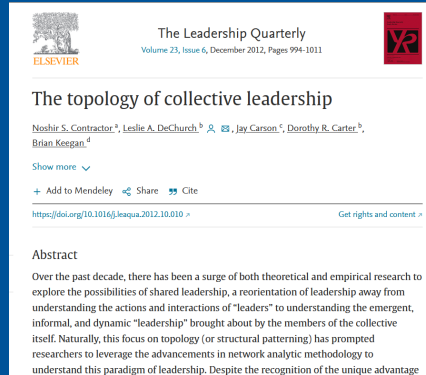 ELSEVIER
The Leadership Quarterly
Volume 23, Issue 6, December 2012, Pages 994-1011
The topology of collective leadership
Noshir S. Contractor a, Leslie A. DeChurch b, Jay Carson c, Dorothy R. Carter b,
Brian Keegan d
Show more
+ Add to Mendeley Share Cite
https://doi.org/10.1016/j.leaqua.2012.10.010 Get rights and content
Abstract
Over the past decade, there has been a surge of both theoretical and empirical research to
explore the possibilities of shared leadership, a reorientation of leadership away from
understanding the actions and interactions of "leaders" to understanding the emergent,
informal, and dynamic "leadership" brought about by the members of the collective
itself. Naturally, this focus on topology (or structural patterning) has prompted
researchers to leverage the advancements in network analytic methodology to
understand this paradigm of leadership. Despite the recognition of the unique advantage